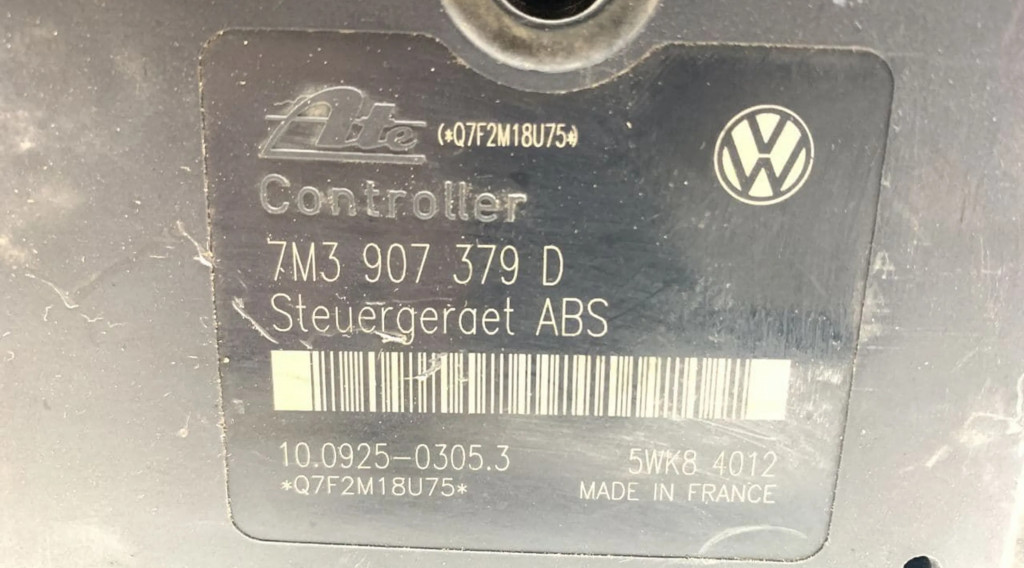 Ate (*Q7F2M18U75*)
Controller
7M3 907 379 D
Steuergeraet ABS
10.0925-0305.3
5WK8 4012
*Q7F2M18U75*
MADE IN FRANCE